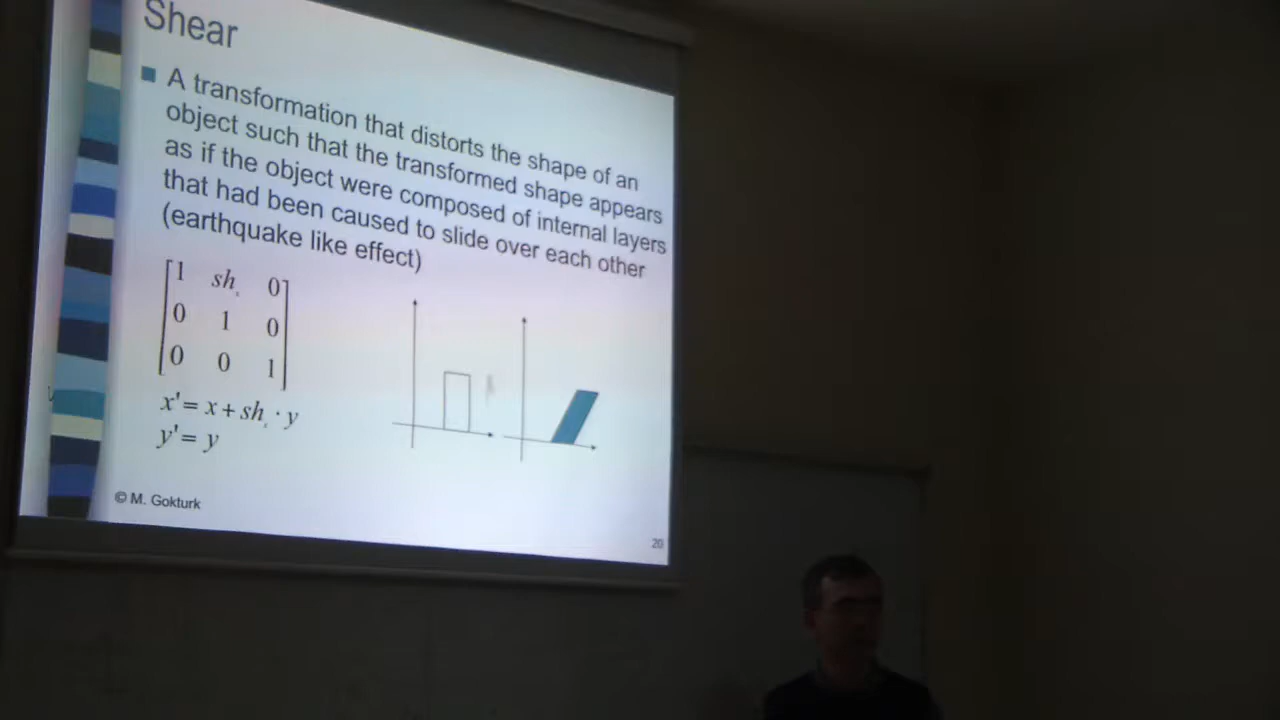 Shear
A transformation that distorts the shape of an
object such that the transformed shape appears
as if the object were composed of internal layers
that had been caused to slide over each other
(earthquake like effect)
1 sh 0
0 1 0
0 0 1
x'= x + sh · y
y'= y
© M. Gokturk
20